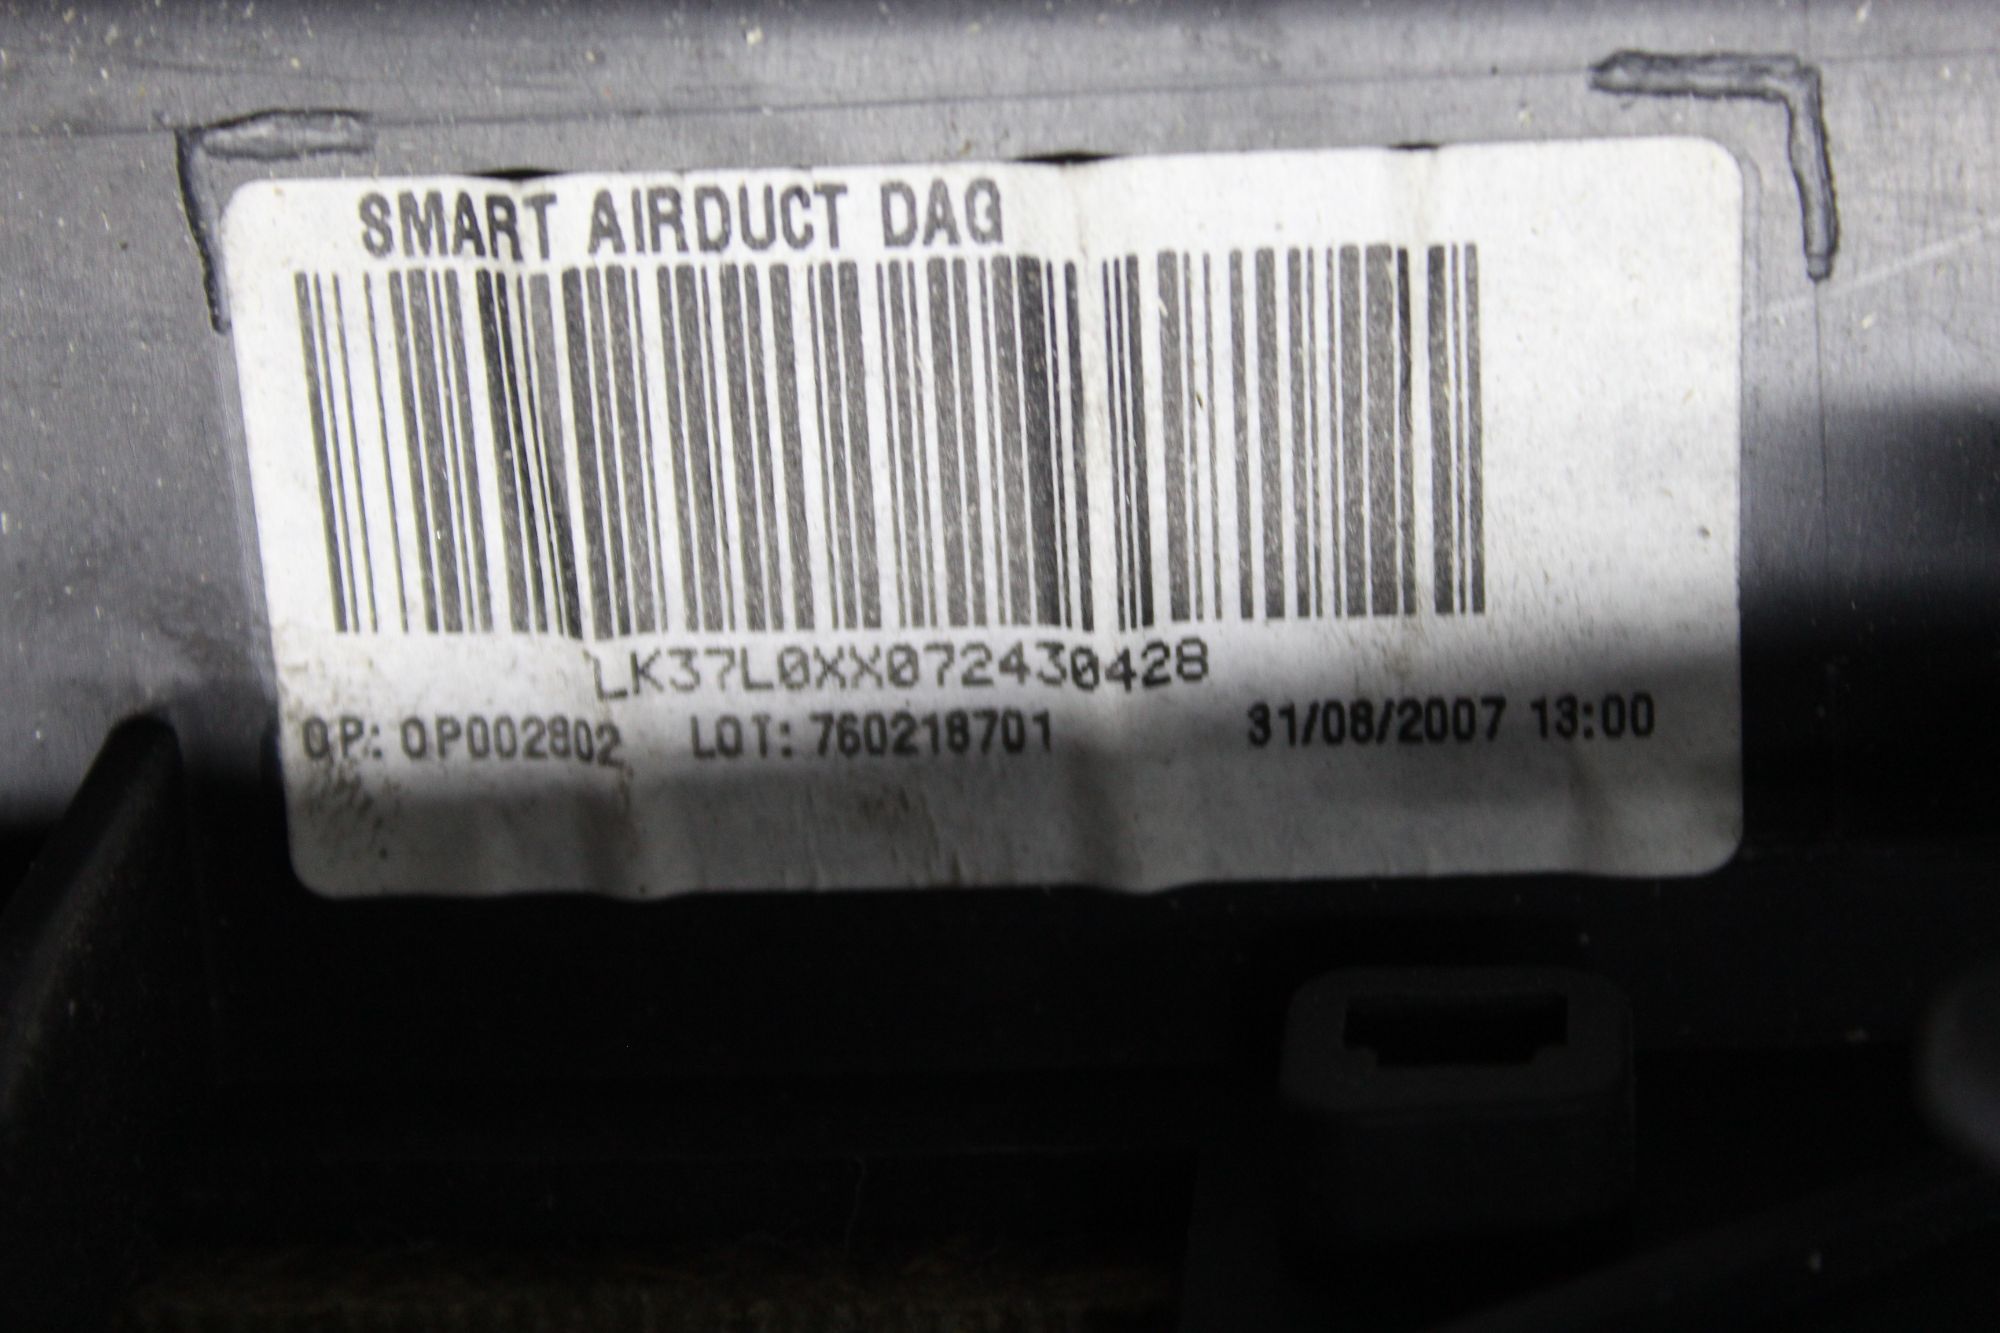 SMART AIRDUCT DAG
LK37L0XX072430428
OP: OP002802 LOT: 760218701 31/08/2007 13:00